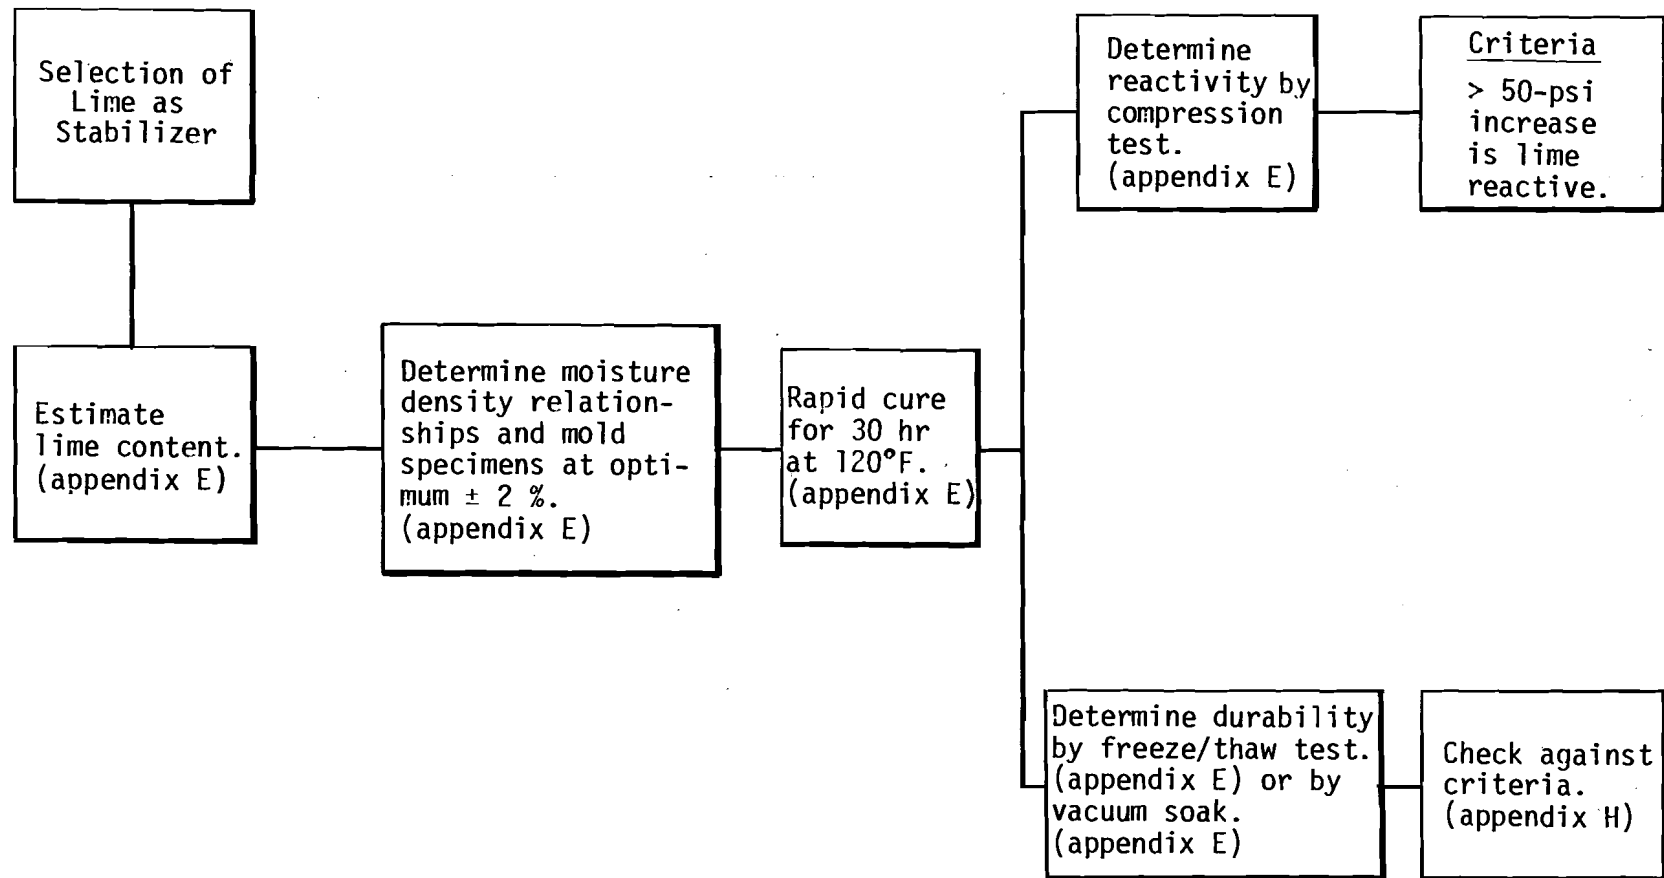 Selection of
Lime as
Stabilizer
Estimate
lime content.
(appendix E)
Determine moisture
density relation-
ships and mold
specimens at opti-
mum ± 2 %.
(appendix E)
Rapid cure
for 30 hr
at 120°F.
(appendix E)
Determine
reactivity by
compression
test.
(appendix E)
Criteria
> 50-psi
increase
is lime
reactive.
Determine durability
by freeze/thaw test.
(appendix E) or by
vacuum soak.
(appendix E)
Check against
criteria.
(appendix H)